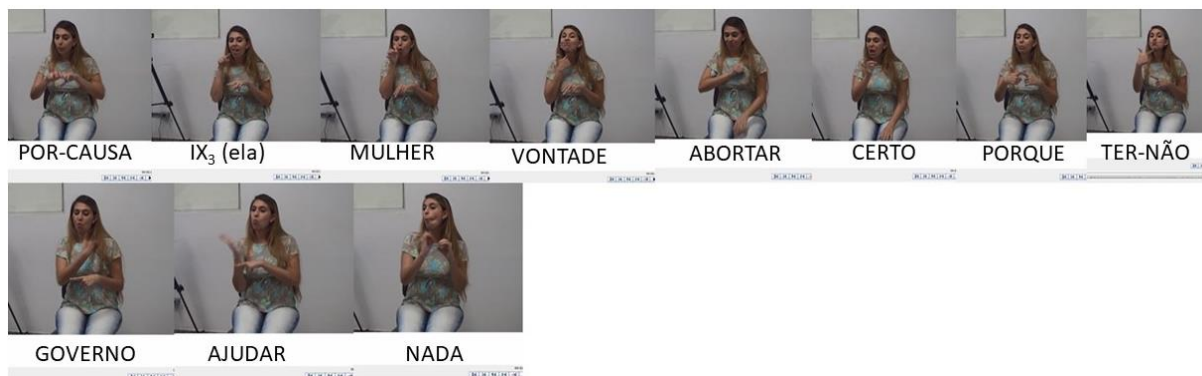 POR-CAUSA IX₃ (ela) MULHER VONTADE ABORTAR CERTO PORQUE TER-NÃO
GOVERNO AJUDAR NADA